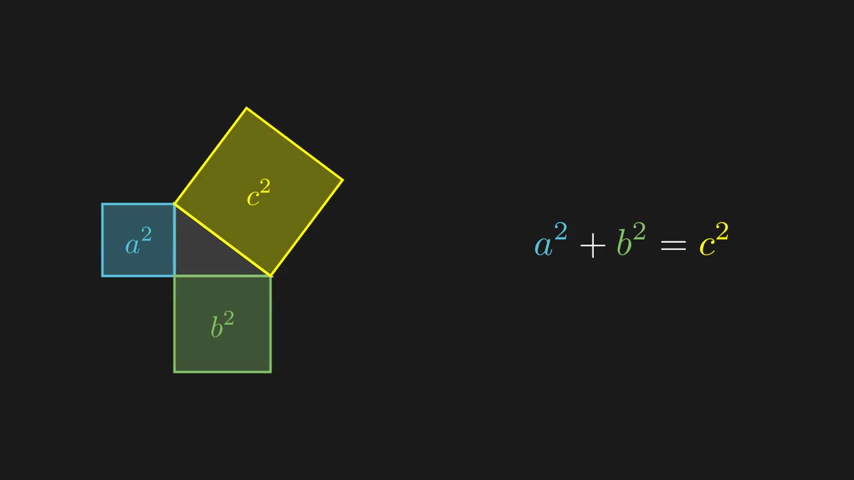 c²
a²
a² + b² = c²
b²